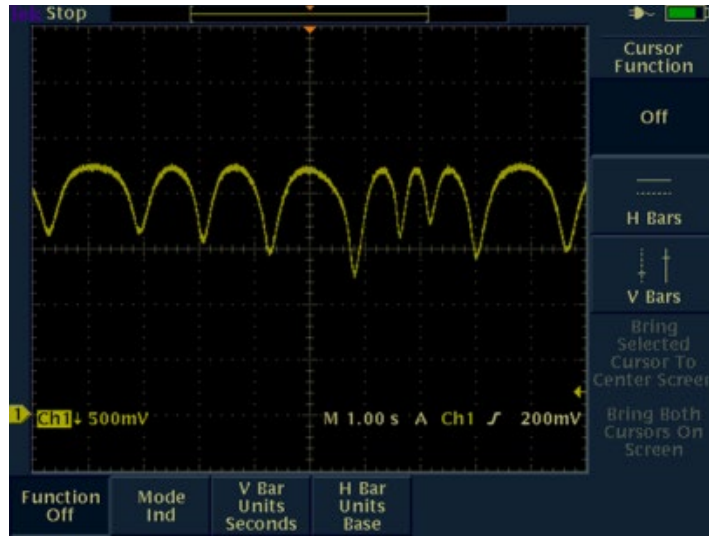 Stop
Cursor
Function
Off
H Bars
V Bars
Bring
Selected
Cursor To
Center Screen
Bring Both
Cursors On
Screen
1
Ch1↓ 500mV
M 1.00 s A Ch1 ƒ 200mV
Function
Off
Mode
Ind
V Bar
Units
Seconds
H Bar
Units
Base